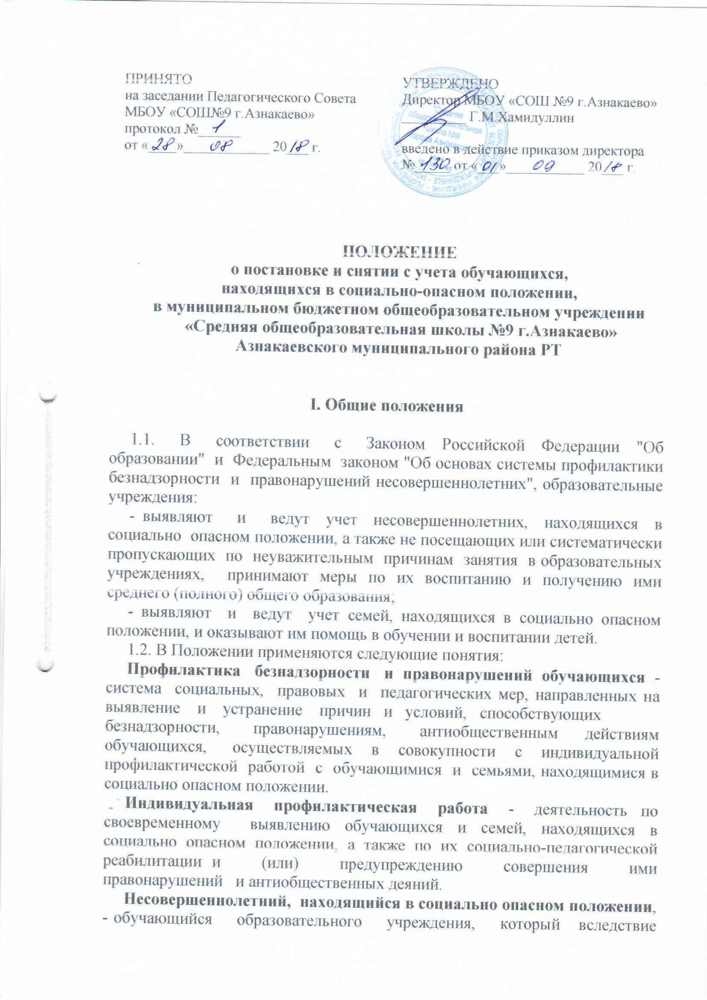 ПРИНЯТО
на заседании Педагогического Совета
МБОУ «СОШ№9 г.Азнакаево»
протокол № 1
от «28» 08 2018 г.
УТВЕРЖДЕНО
Директор МБОУ «СОШ №9 г.Азнакаево»
Г.М.Хамидуллин
введено в действие приказом директора
№ 130 от «01» 09 2018 г.
Средняя
общеобразовательная
школа №9
города Азнакаево
ПОЛОЖЕНИЕ
о постановке и снятии с учета обучающихся,
находящихся в социально-опасном положении,
в муниципальном бюджетном общеобразовательном учреждении
«Средняя общеобразовательная школы №9 г.Азнакаево»
Азнакаевского муниципального района РТ
I. Общие положения
1.1. В соответствии с Законом Российской Федерации "Об
образовании" и Федеральным законом "Об основах системы профилактики
безнадзорности и правонарушений несовершеннолетних", образовательные
учреждения:
- выявляют и ведут учет несовершеннолетних, находящихся в
социально опасном положении, а также не посещающих или систематически
пропускающих по неуважительным причинам занятия в образовательных
учреждениях, принимают меры по их воспитанию и получению ими
среднего (полного) общего образования;
- выявляют и ведут учет семей, находящихся в социально опасном
положении, и оказывают им помощь в обучении и воспитании детей.
1.2. В Положении применяются следующие понятия:
Профилактика безнадзорности и правонарушений обучающихся -
система социальных, правовых и педагогических мер, направленных на
выявление и устранение причин и условий, способствующих
безнадзорности, правонарушениям, антиобщественным действиям
обучающихся, осуществляемых в совокупности с индивидуальной
профилактической работой с обучающимися и семьями, находящимися в
социально опасном положении.
Индивидуальная профилактическая работа - деятельность по
своевременному выявлению обучающихся и семей, находящихся в
социально опасном положении, а также по их социально-педагогической
реабилитации и (или) предупреждению совершения ими
правонарушений и антиобщественных деяний.
Несовершеннолетний, находящийся в социально опасном положении,
- обучающийся образовательного учреждения, который вследствие